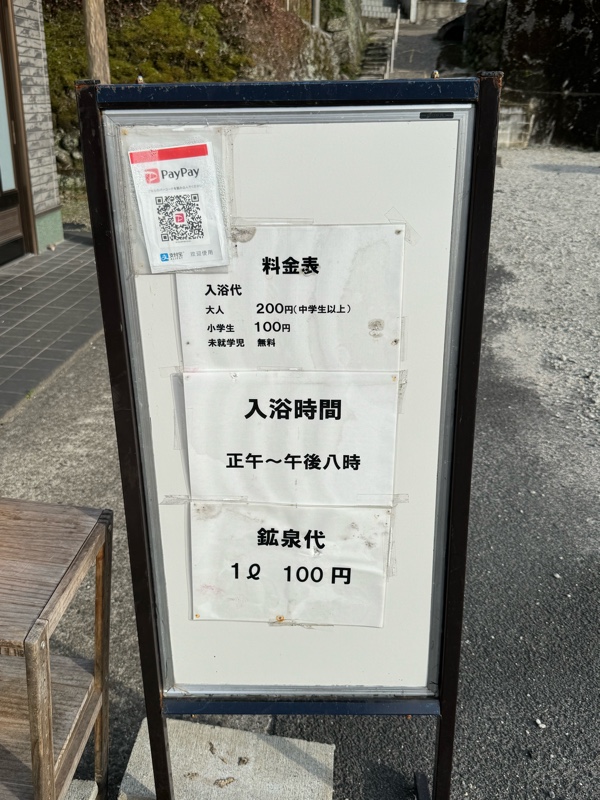 PayPay
料金表
入浴代
大人 200円(中学生以上)
小学生 100円
未就学児 無料
入浴時間
正午～午後八時
鉱泉代
1ℓ 100円